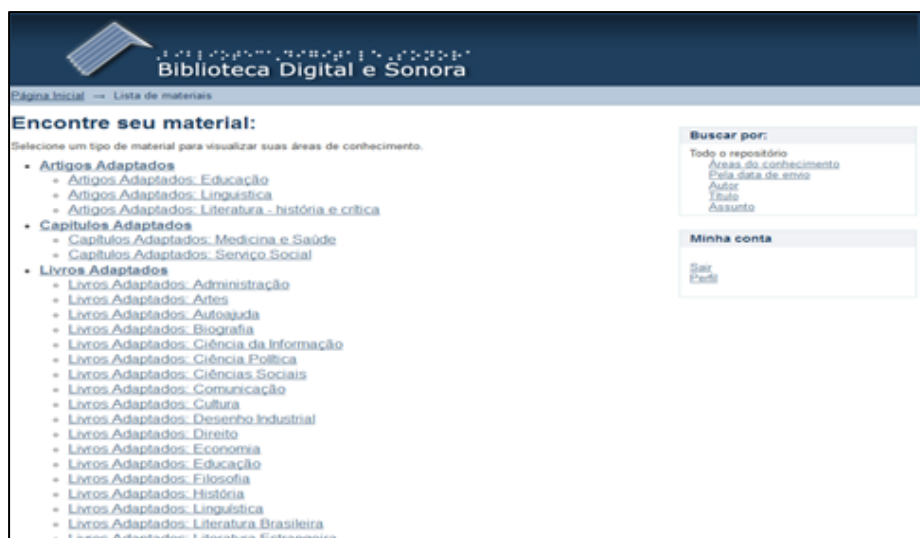 Biblioteca Digital e Sonora
Página Inicial → Lista de materiais
Encontre seu material:
Selecione um tipo de material para visualizar suas áreas de conhecimento.
Artigos Adaptados
Artigos Adaptados: Educação
Artigos Adaptados: Linguistica
Artigos Adaptados: Literatura - história e crítica
Capítulos Adaptados
Capítulos Adaptados: Medicina e Saúde
Capítulos Adaptados: Serviço Social
Livros Adaptados
Livros Adaptados: Administração
Livros Adaptados: Artes
Livros Adaptados: Autoajuda
Livros Adaptados: Biografia
Livros Adaptados: Ciência da Informação
Livros Adaptados: Ciência Política
Livros Adaptados: Ciências Sociais
Livros Adaptados: Comunicação
Livros Adaptados: Cultura
Livros Adaptados: Desenho Industrial
Livros Adaptados: Direito
Livros Adaptados: Economia
Livros Adaptados: Educação
Livros Adaptados: Filosofia
Livros Adaptados: História
Livros Adaptados: Linguística
Livros Adaptados: Literatura Brasileira
Livros Adaptados: Literatura Estrangeira
Buscar por:
Todo o repositório
Áreas do conhecimento
Pela data de envio
Autor
Título
Assunto
Minha conta
Sair
Perfil